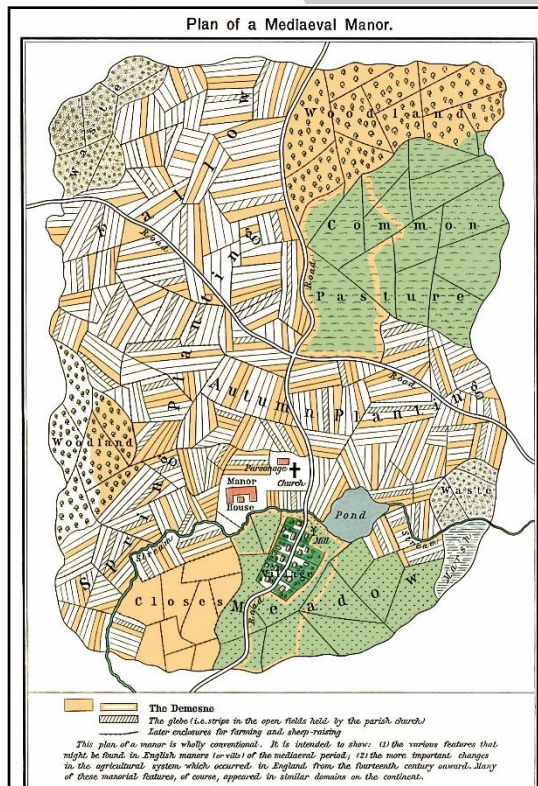 Plan of a Mediaeval Manor.
Waste
Woodland
Fallow
Common
Road
Road
Pasture
Spring Planting
Autumn Planting
Road
Woodland
Parsonage
Church
Manor
House
Waste
Pond
Mill
Stream
Stream
Marsh
Village
Closes
Meadow
Road
The Demesne
The glebe (i.e. strips in the open fields held by the parish church)
Later enclosures for farming and sheep-raising
This plan of a manor is wholly conventional. It is intended to show: (1) the various features that
might be found in English manors (or vills) of the mediaeval period; (2) the more important changes
in the agricultural system which occurred in England from the fourteenth century onward. Many
of these manorial features, of course, appeared in similar domains on the continent.